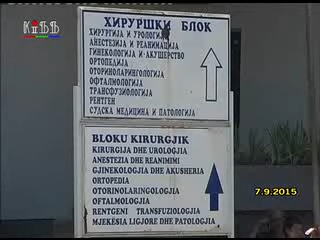 КІББ
ХИРУРШКИ БЛОК
ХИРУРГИЈА И УРОЛОГИЈА
АНЕСТЕЗИЈА И РЕАНИМАЦИЈА
ГИНЕКОЛОГИЈА И-АКУШЕРСТВО
ОРТОПЕДИЈА
ОТОРИНОЛАРИНГОЛОГИЈА
ОФТАЛМОЛОГИЈА
ТРАНСФУЗИОЛОГИЈА
РЕНТГЕН
СУДСКА МЕДИЦИНА И ПАТОЛОГИЈА
BLOKU KIRURGJIK
KIRURGJIA DHE UROLOGJIA
ANESTEZIA DHE REANIMIMI
GJINEKOLOGJIA DHE AKUSHERIA
ORTOPEDIA
OTORINOLARINGOLOGJIA
OFTALMOLOGJIA
RENTGENI TRANSFUZIOLOGJIA
MJEKËSIA LIGJORE DHE PATOLOGJIA
7.9.2015